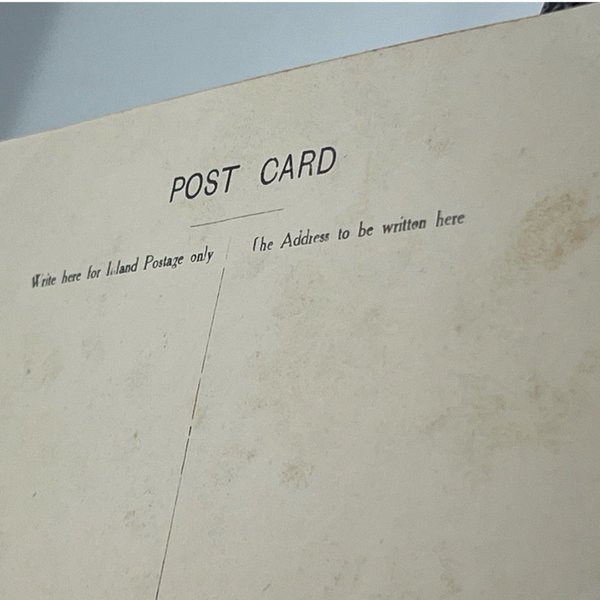 POST CARD
Write here for Inland Postage only
The Address to be written here